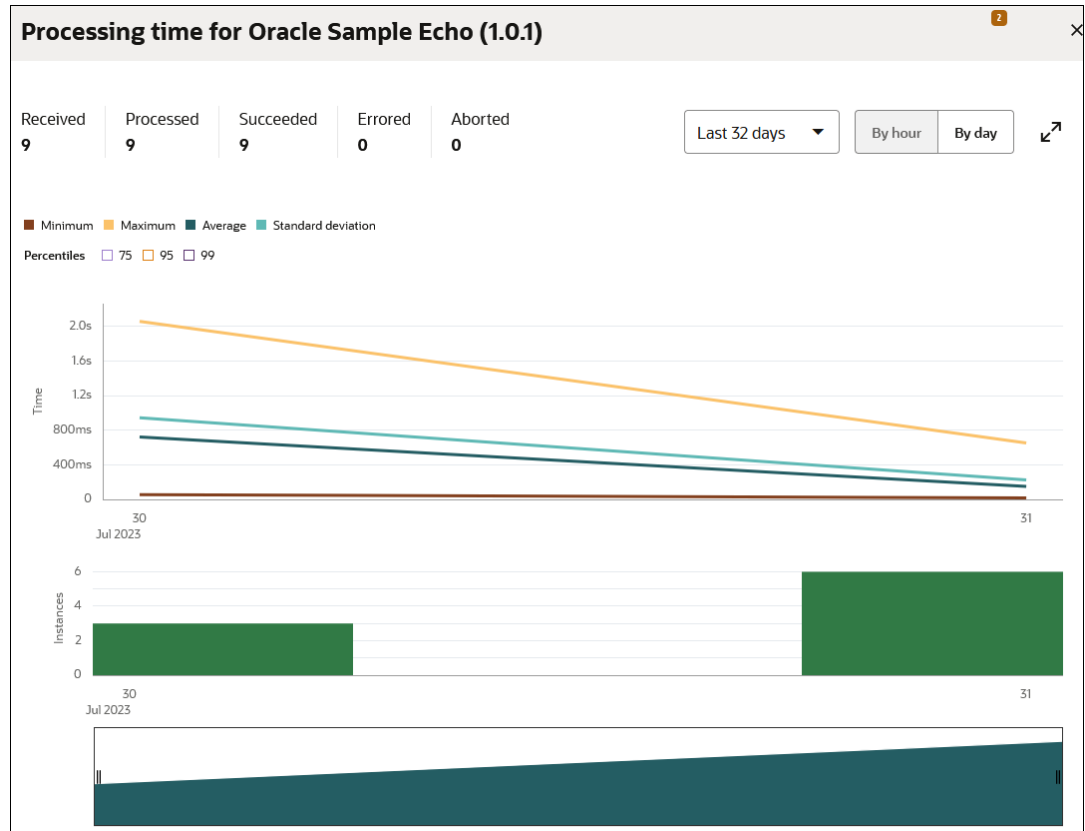 Processing time for Oracle Sample Echo (1.0.1)
2
Received Processed Succeeded Errored Aborted
9 9 9 0 0
Last 32 days By hour By day
Minimum Maximum Average Standard deviation
Percentiles 75 95 99
2.0s
1.6s
1.2s
800ms
400ms
0
Time
30 31
Jul 2023
6
4
2
0
Instances
30 31
Jul 2023